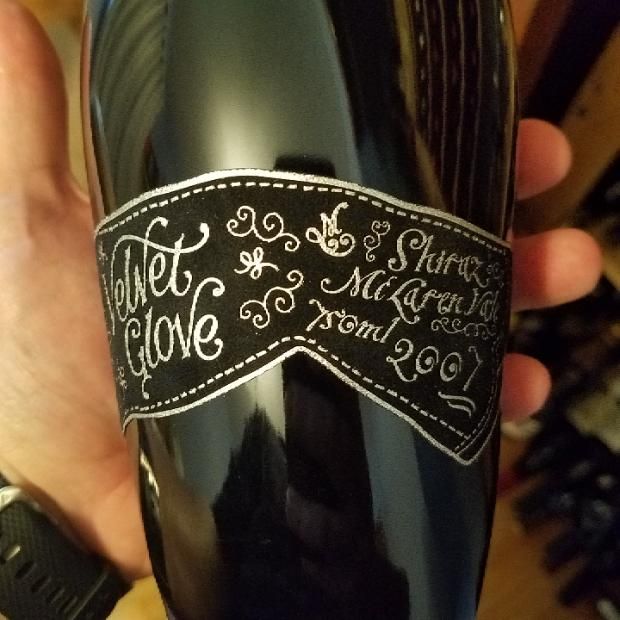 Velvet
Glove
Shiraz
McLaren Vale
750ml
2007